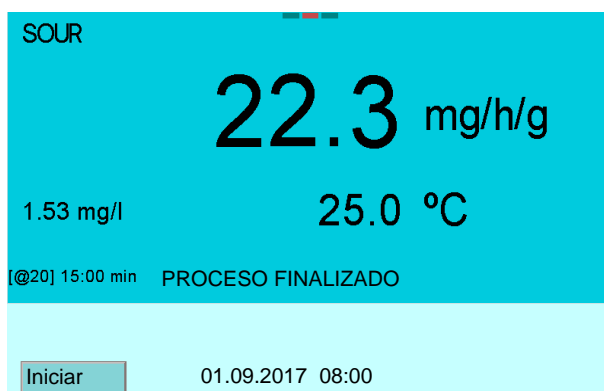 SOUR
22.3 mg/h/g
1.53 mg/l 25.0 ºC
[@20] 15:00 min PROCESO FINALIZADO
Iniciar 01.09.2017 08:00